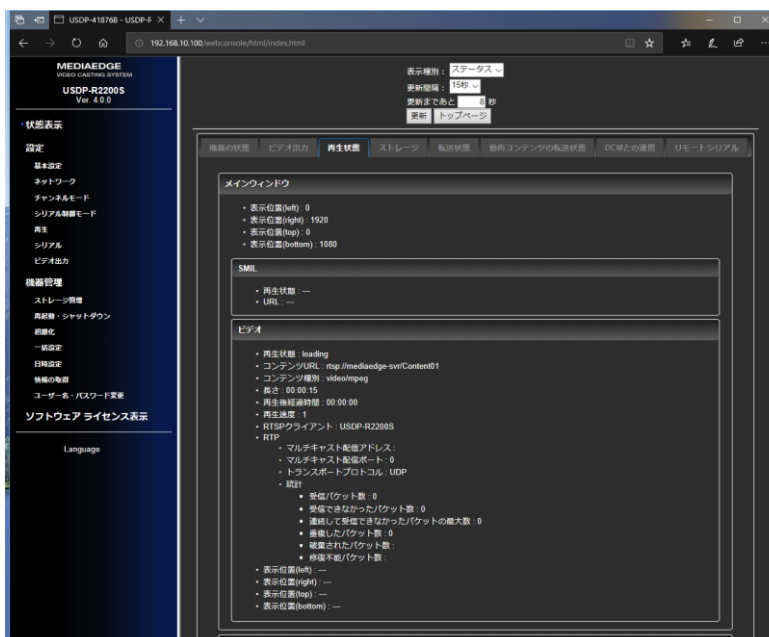 USDP-41876B - USDP-F
192.168.10.100/webconsole/html/index.html
MEDIAEDGE
VIDEO CASTING SYSTEM
USDP-R2200S
Ver. 4.0.0
状態表示
設定
基本設定
ネットワーク
チャンネルモード
シリアル制御モード
再生
シリアル
ビデオ出力
機器管理
ストレージ管理
再起動・シャットダウン
初期化
一括設定
日時設定
情報の取得
ユーザー名・パスワード変更
ソフトウェア ライセンス表示
Language
表示種別： ステータス
更新間隔： 15秒
更新まであと 8 秒
更新 トップページ
機器の状態 ビデオ出力 再生状態 ストレージ 転送状態 動的コンテンツの転送状態 DCMとの連携 リモートシリアル
メインウィンドウ
・表示位置(left) : 0
・表示位置(right) : 1920
・表示位置(top) : 0
・表示位置(bottom) : 1080
SMIL
・再生状態 : ---
・URL : ---
ビデオ
・再生状態 : loading
・コンテンツURL : rtsp://mediaedge-svr/Content01
・コンテンツ種別 : video/mpeg
・長さ : 00:00:15
・再生後経過時間 : 00:00:00
・再生速度 : 1
・RTSPクライアント : USDP-R2200S
・RTP
・マルチキャスト配信アドレス :
・マルチキャスト配信ポート : 0
・トランスポートプロトコル : UDP
・統計
▪ 受信パケット数 : 0
▪ 受信できなかったパケット数 : 0
▪ 連続して受信できなかったパケットの最大数 : 0
▪ 重複したパケット数 : 0
▪ 破棄されたパケット数 :
▪ 修復不能パケット数 :
・表示位置(left) : ---
・表示位置(right) : ---
・表示位置(top) : ---
・表示位置(bottom) : ---